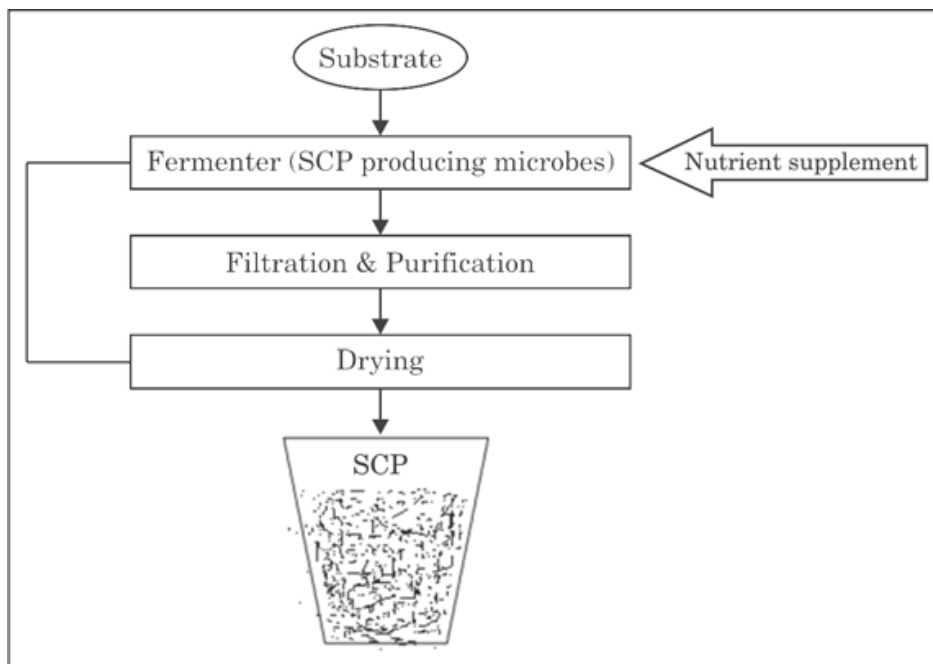 Substrate
Fermenter (SCP producing microbes)
Nutrient supplement
Filtration & Purification
Drying
SCP